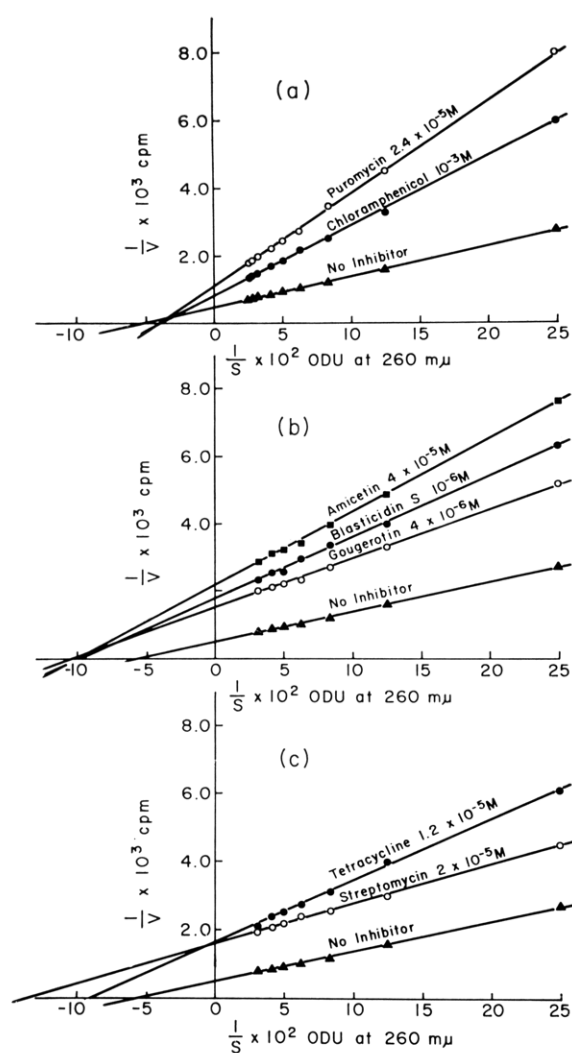 8.0
(a)
6.0
Puromycin 2.4 x 10⁻⁵M
Chloramphenicol 10⁻³M
1/V x 10³ cpm
4.0
2.0
No Inhibitor
-10 -5 0 5 10 15 20 25
1/S x 10² ODU at 260 mμ
8.0
(b)
6.0
Amicetin 4 x 10⁻⁵M
Blasticidin S 10⁻⁶M
Gougerotin 4 x 10⁻⁶M
1/V x 10³ cpm
4.0
2.0
No Inhibitor
-10 -5 0 5 10 15 20 25
1/S x 10² ODU at 260 mμ
8.0
(c)
6.0
Tetracycline 1.2 x 10⁻⁵M
Streptomycin 2 x 10⁻⁵M
1/V x 10³ cpm
4.0
2.0
No Inhibitor
-10 -5 0 5 10 15 20 25
1/S x 10² ODU at 260 mμ